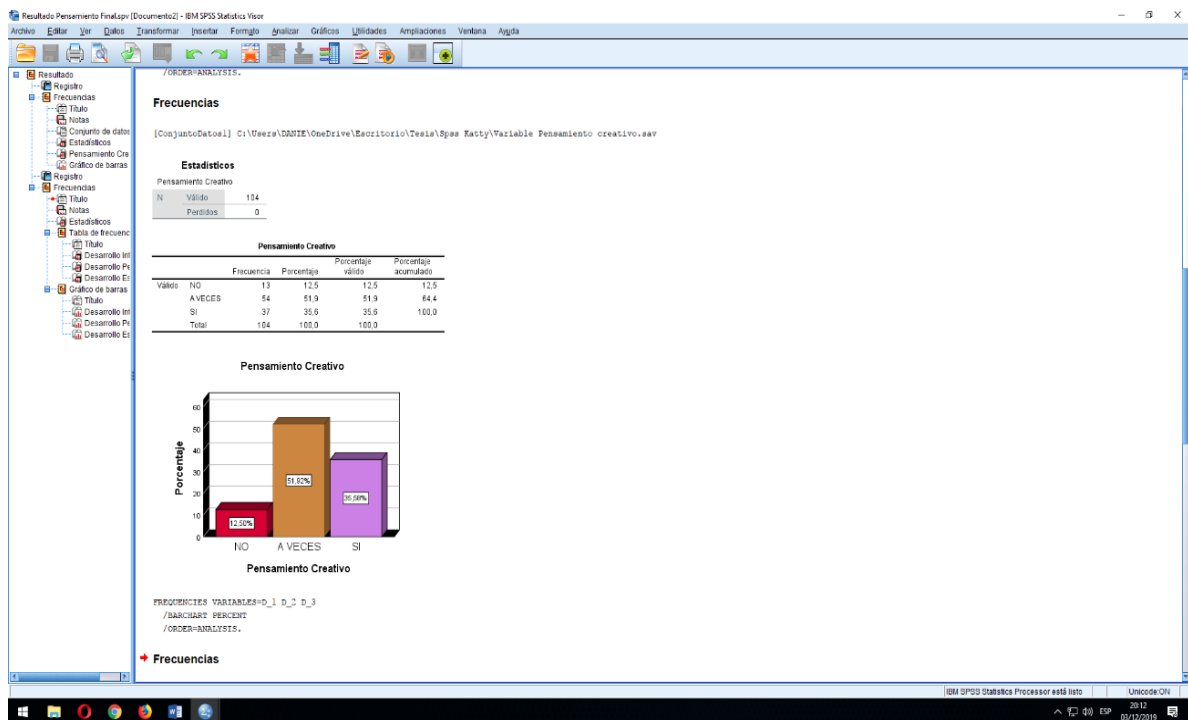 Resultado Pensamiento Final.spv [Documento2] - IBM SPSS Statistics Visor
Archivo Editar Ver Datos Transformar Insertar Formato Analizar Gráficos Utilidades Ampliaciones Ventana Ayuda
Resultado
Registro
Frecuencias
Título
Notas
Conjunto de datos
Estadísticos
Pensamiento Cre
Gráfico de barras
Registro
Frecuencias
Título
Notas
Estadísticos
Tabla de frecuenc
Título
Desarrollo Int
Desarrollo Pe
Desarrollo Es
Gráfico de barras
Título
Desarrollo Int
Desarrollo Pe
Desarrollo Es
/ORDER=ANALYSIS.
Frecuencias
[ConjuntoDatos1] C:\Users\DANIE\OneDrive\Escritorio\Tesis\Spss Katty\Variable Pensamiento creativo.sav
Estadísticos
Pensamiento Creativo
N Válido 104
Perdidos 0
Pensamiento Creativo
Frecuencia Porcentaje Porcentaje válido Porcentaje acumulado
Válido NO 13 12,5 12,5 12,5
A VECES 54 51,9 51,9 64,4
SI 37 35,6 35,6 100,0
Total 104 100,0 100,0
Pensamiento Creativo
Porcentaje
60
50
40
30
20
10
0
12,50%
51,92%
35,58%
NO A VECES SI
Pensamiento Creativo
FREQUENCIES VARIABLES=D_1 D_2 D_3
/BARCHART PERCENT
/ORDER=ANALYSIS.
Frecuencias
IBM SPSS Statistics Processor está listo Unicode:ON
ESP 20:12
03/12/2019